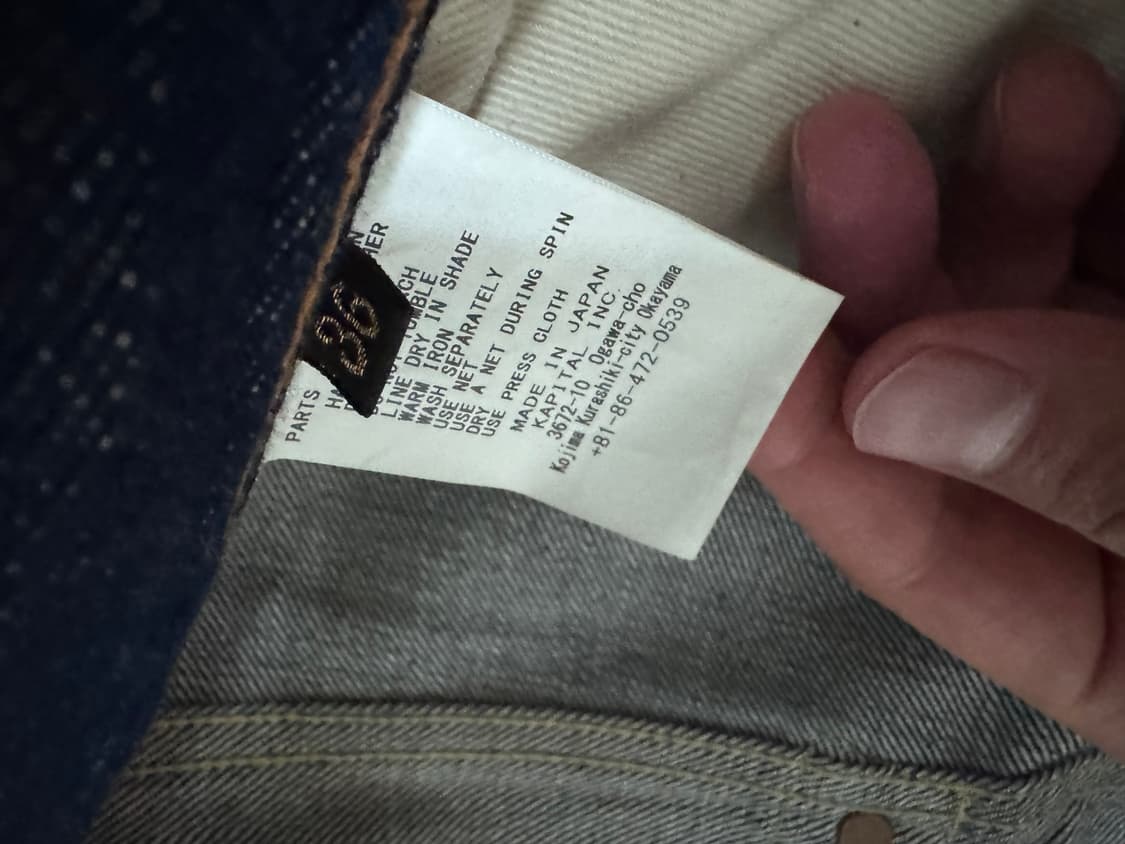 36
PARTS
LINE DRY IN SHADE
WARM IRON
WASH SEPARATELY
USE NET
USE A NET DURING SPIN
DRY
USE PRESS CLOTH
MADE IN JAPAN
KAPITAL INC.
3672-10 Ogawa-cho
Kojima Kurashiki-city Okayama
+81-86-472-0539